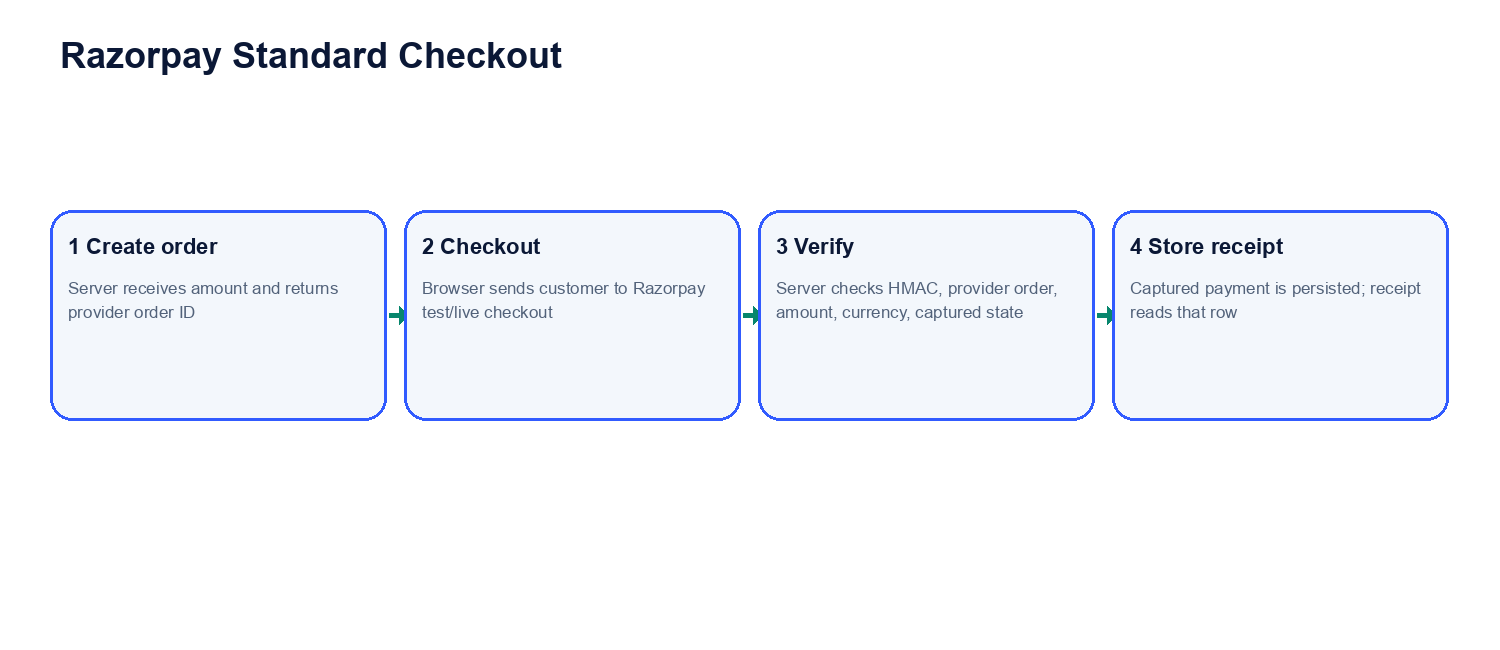 Razorpay Standard Checkout
1 Create order
Server receives amount and returns
provider order ID
2 Checkout
Browser sends customer to Razorpay
test/live checkout
3 Verify
Server checks HMAC, provider order,
amount, currency, captured state
4 Store receipt
Captured payment is persisted; receipt
reads that row